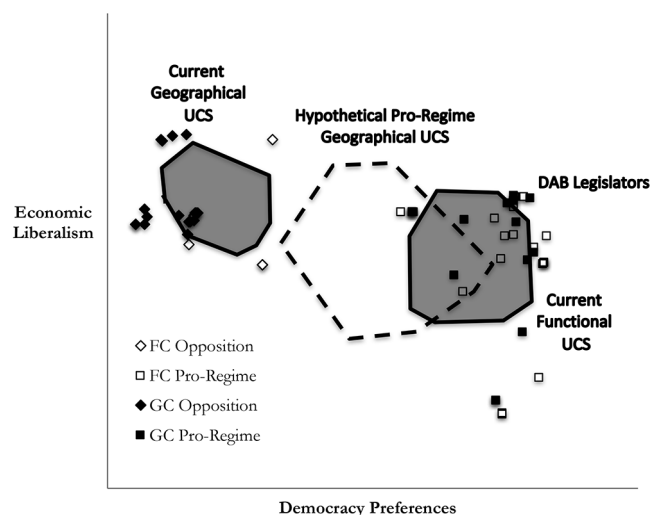 Current
Geographical
UCS
Hypothetical Pro-Regime
Geographical UCS
DAB Legislators
Economic
Liberalism
Current
Functional
UCS
FC Opposition
FC Pro-Regime
GC Opposition
GC Pro-Regime
Democracy Preferences